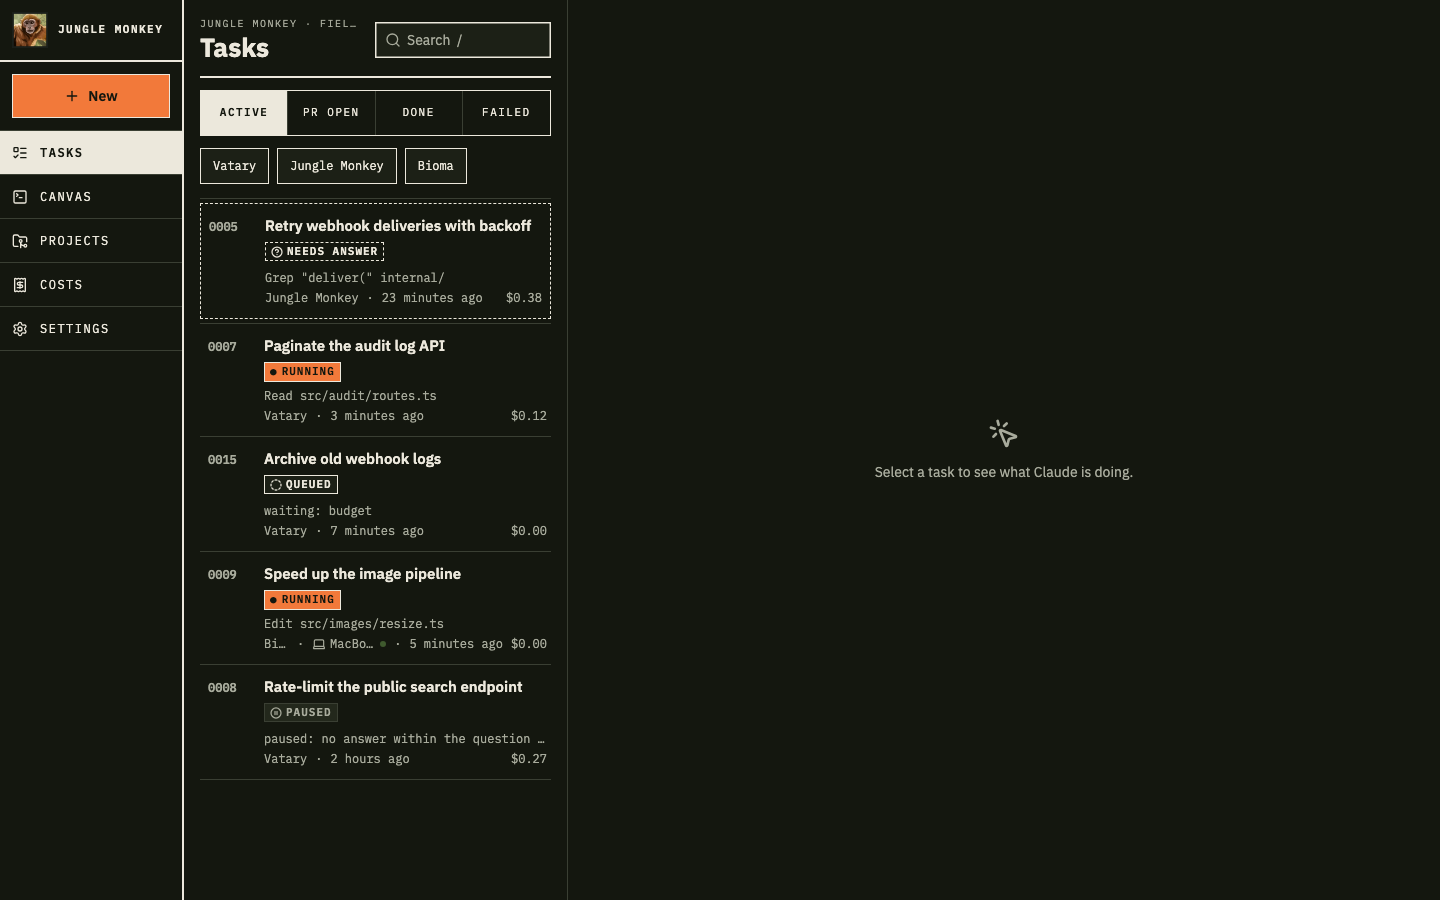 JUNGLE MONKEY
New
TASKS
CANVAS
PROJECTS
COSTS
SETTINGS
JUNGLE MONKEY · FIEL…
Tasks
Search /
ACTIVE
PR OPEN
DONE
FAILED
Vatary
Jungle Monkey
Bioma
0005
Retry webhook deliveries with backoff
NEEDS ANSWER
Grep "deliver(" internal/
Jungle Monkey · 23 minutes ago $0.38
0007
Paginate the audit log API
RUNNING
Read src/audit/routes.ts
Vatary · 3 minutes ago $0.12
0015
Archive old webhook logs
QUEUED
waiting: budget
Vatary · 7 minutes ago $0.00
0009
Speed up the image pipeline
RUNNING
Edit src/images/resize.ts
Bi… · MacBo… · 5 minutes ago $0.00
0008
Rate-limit the public search endpoint
PAUSED
paused: no answer within the question …
Vatary · 2 hours ago $0.27
Select a task to see what Claude is doing.